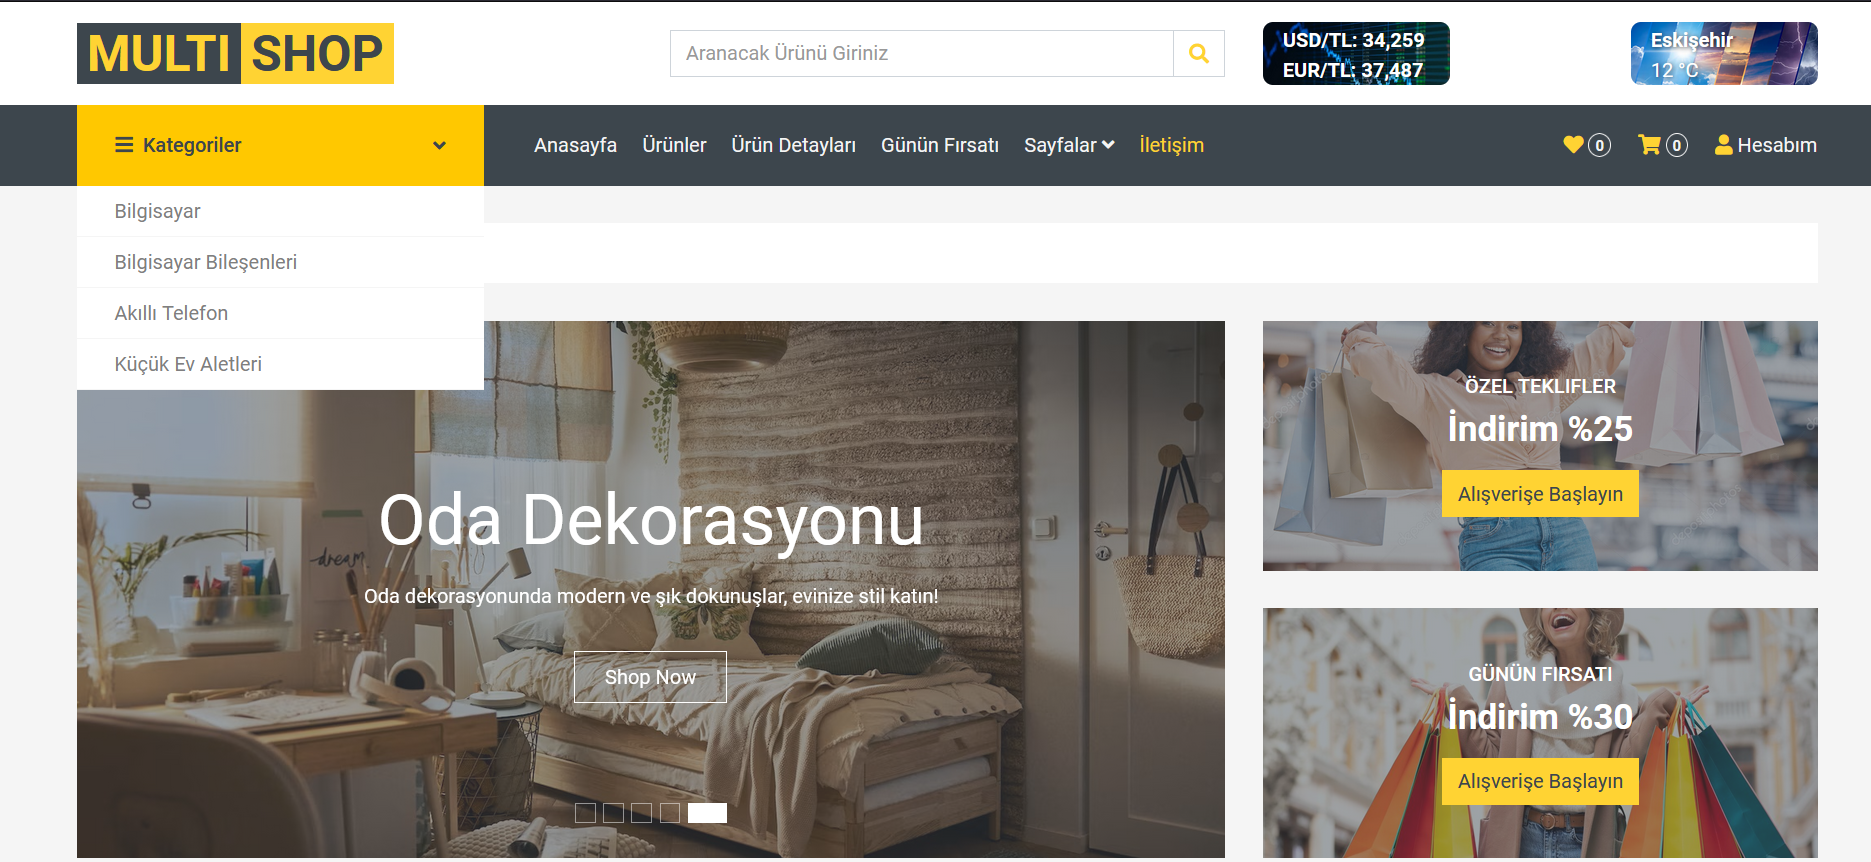 MULTI SHOP
Aranacak Ürünü Giriniz
USD/TL: 34,259
EUR/TL: 37,487
Eskişehir
12 °C
Kategoriler
Anasayfa Ürünler Ürün Detayları Günün Fırsatı Sayfalar İletişim
0 0 Hesabım
Bilgisayar
Bilgisayar Bileşenleri
Akıllı Telefon
Küçük Ev Aletleri
dream
Oda Dekorasyonu
Oda dekorasyonunda modern ve şık dokunuşlar, evinize stil katın!
Shop Now
ÖZEL TEKLIFLER
İndirim %25
Alışverişe Başlayın
GÜNÜN FIRSATI
İndirim %30
Alışverişe Başlayın